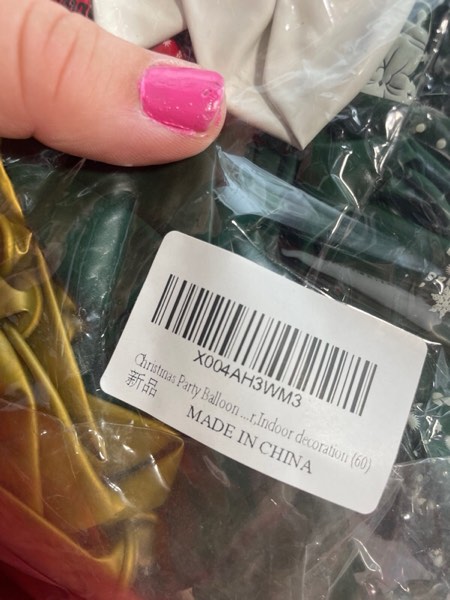 X004AH3WM3
Christmas Party Balloon ...r,Indoor decoration (60)
新品
MADE IN CHINA